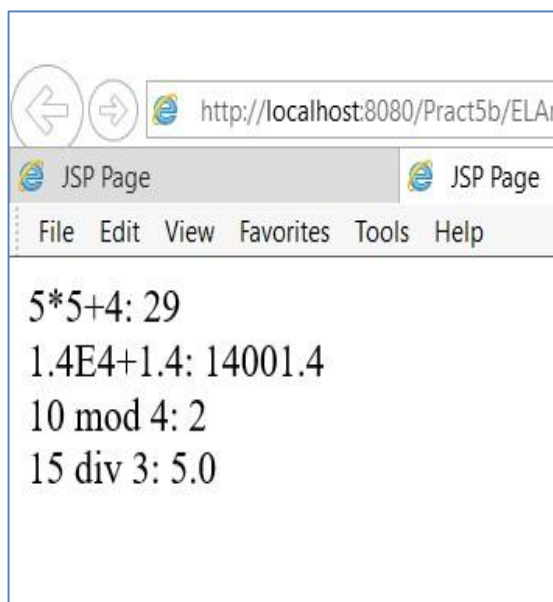 http://localhost:8080/Pract5b/ELAr
JSP Page JSP Page
File Edit View Favorites Tools Help
5*5+4: 29
1.4E4+1.4: 14001.4
10 mod 4: 2
15 div 3: 5.0